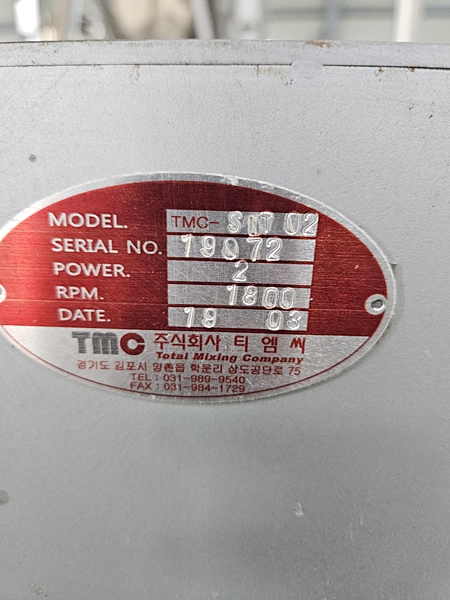 MODEL. TMC-SNT 02
SERIAL NO. 19072
POWER. 2
RPM. 1800
DATE. 19 03
TMC 주식회사 티 엠 씨
Total Mixing Company
경기도 김포시 양촌읍 학운리 상도공단로 75
TEL : 031-989-9540
FAX : 031-984-1729